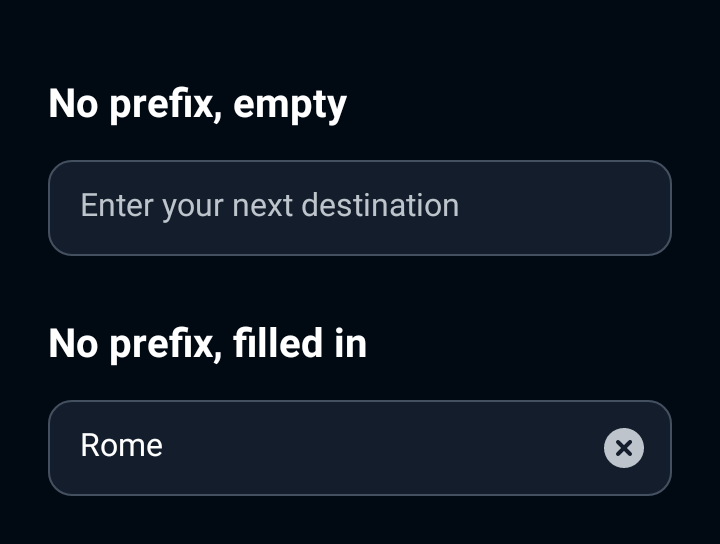 No prefix, empty
Enter your next destination
No prefix, filled in
Rome